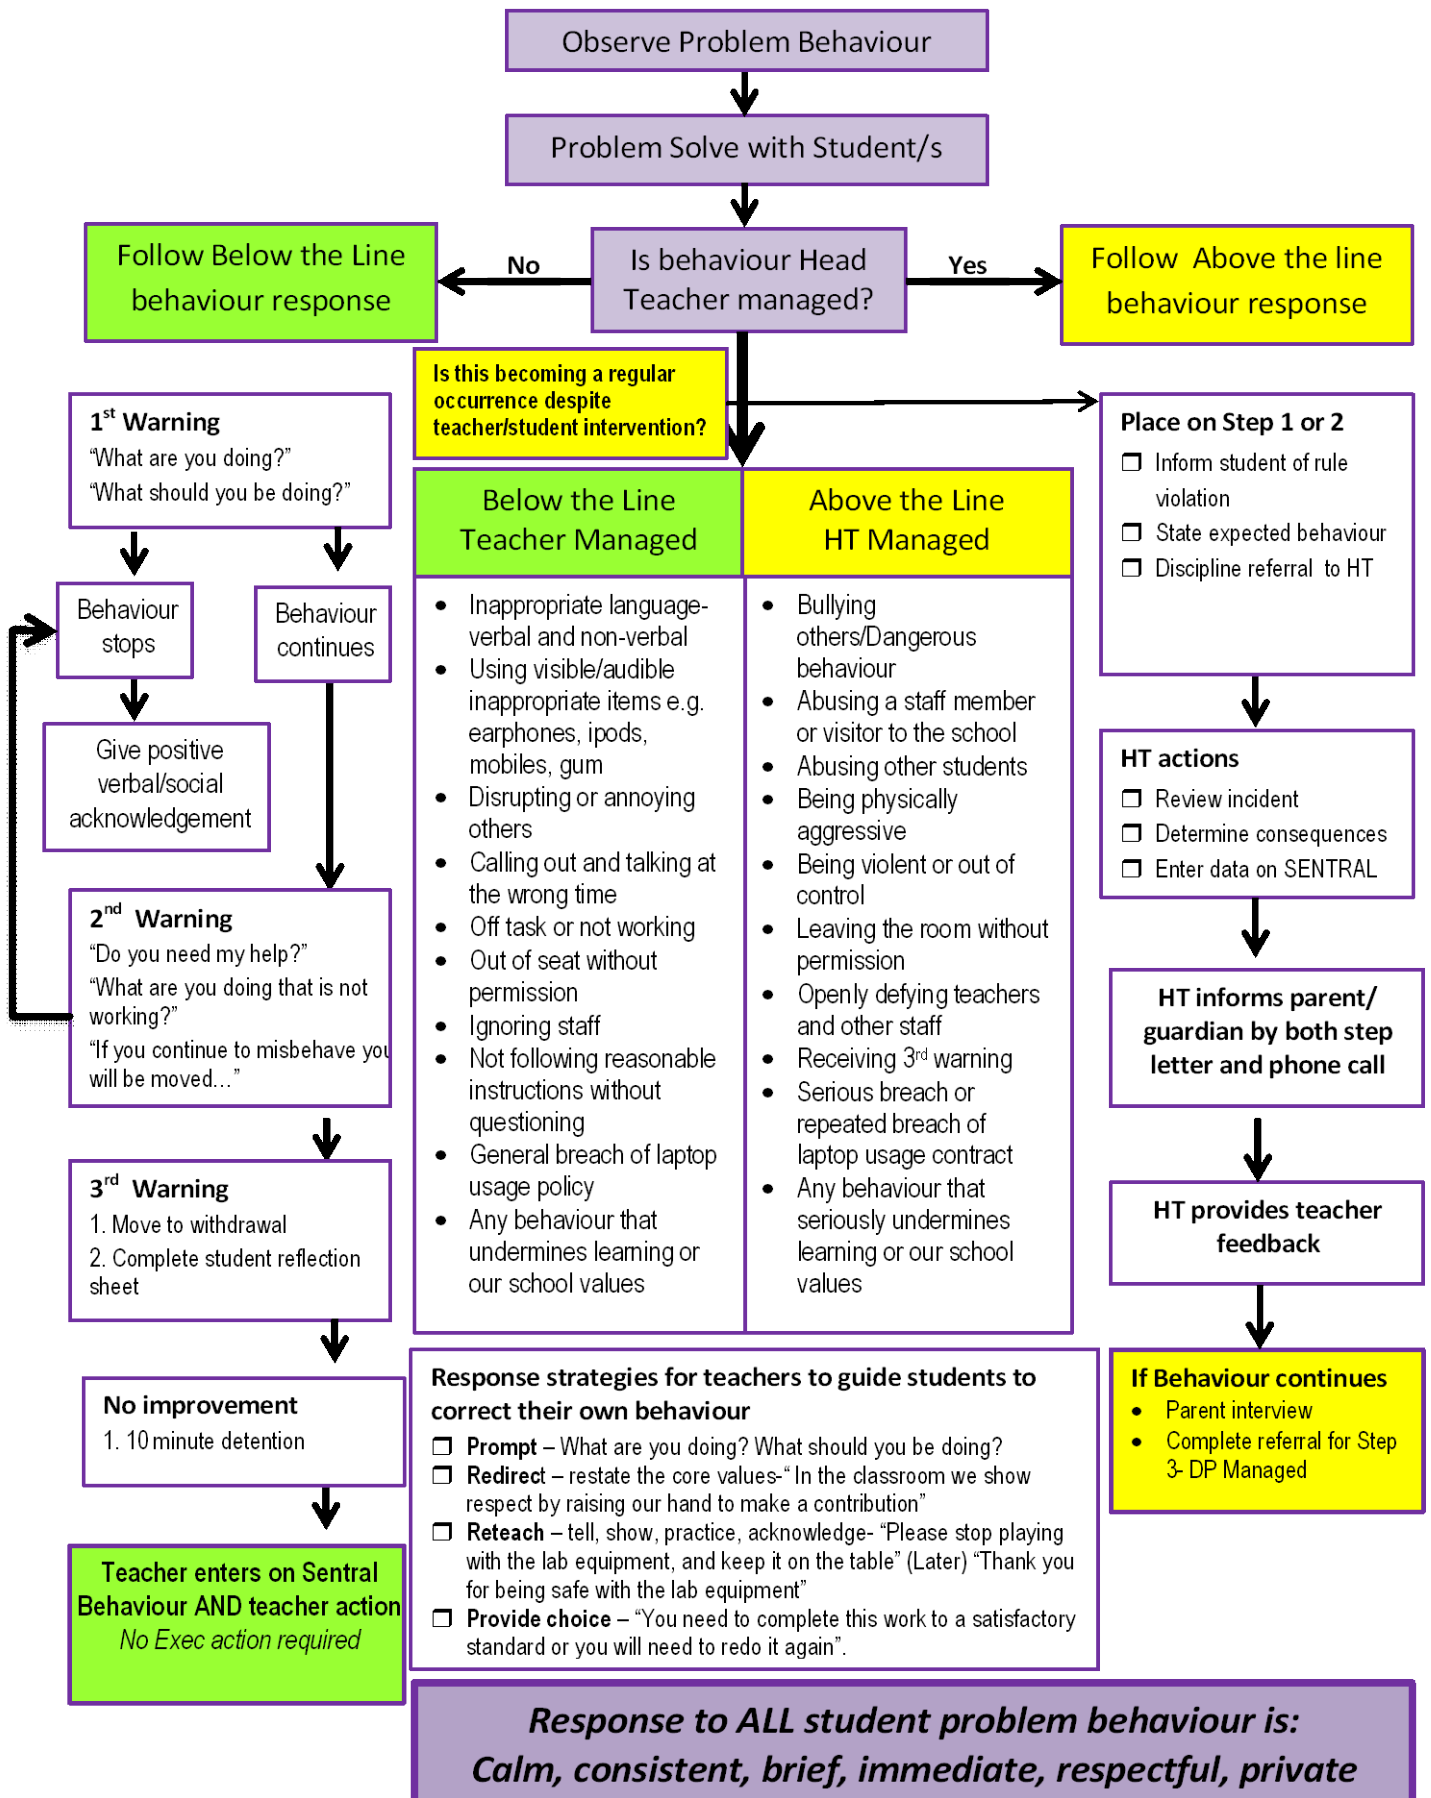 Observe Problem Behaviour
Problem Solve with Student/s
Follow Below the Line
behaviour response
No
Is behaviour Head
Teacher managed?
Yes
Follow  Above the line
behaviour response
Is this becoming a regular
occurrence despite
teacher/student intervention?
1st Warning
“What are you doing?”
“What should you be doing?”
Behaviour
stops
Behaviour
continues
Give positive
verbal/social
acknowledgement
2nd  Warning
“Do you need my help?”
“What are you doing that is not
working?”
“If you continue to misbehave you
will be moved…”
3rd  Warning
1. Move to withdrawal
2. Complete student reflection
sheet
No improvement
1. 10 minute detention
Teacher enters on Sentral
Behaviour AND teacher action
No Exec action required
Below the Line
Teacher Managed
• Inappropriate language-
verbal and non-verbal
• Using visible/audible
inappropriate items e.g.
earphones, ipods,
mobiles, gum
• Disrupting or annoying
others
• Calling out and talking at
the wrong time
• Off task or not working
• Out of seat without
permission
• Ignoring staff
• Not following reasonable
instructions without
questioning
• General breach of laptop
usage policy
• Any behaviour that
undermines learning or
our school values
Above the Line
HT Managed
• Bullying
others/Dangerous
behaviour
• Abusing a staff member
or visitor to the school
• Abusing other students
• Being physically
aggressive
• Being violent or out of
control
• Leaving the room without
permission
• Openly defying teachers
and other staff
• Receiving 3rd warning
• Serious breach or
repeated breach of
laptop usage contract
• Any behaviour that
seriously undermines
learning or our school
values
Place on Step 1 or 2
❒ Inform student of rule
violation
❒ State expected behaviour
❒ Discipline referral  to HT
HT actions
❒ Review incident
❒ Determine consequences
❒ Enter data on SENTRAL
HT informs parent/
guardian by both step
letter and phone call
HT provides teacher
feedback
If Behaviour continues
• Parent interview
• Complete referral for Step
3- DP Managed
Response strategies for teachers to guide students to
correct their own behaviour
❒ Prompt – What are you doing? What should you be doing?
❒ Redirect – restate the core values-“ In the classroom we show
respect by raising our hand to make a contribution”
❒ Reteach – tell, show, practice, acknowledge- “Please stop playing
with the lab equipment, and keep it on the table” (Later) “Thank you
for being safe with the lab equipment”
❒ Provide choice – “You need to complete this work to a satisfactory
standard or you will need to redo it again”.
Response to ALL student problem behaviour is:
Calm, consistent, brief, immediate, respectful, private